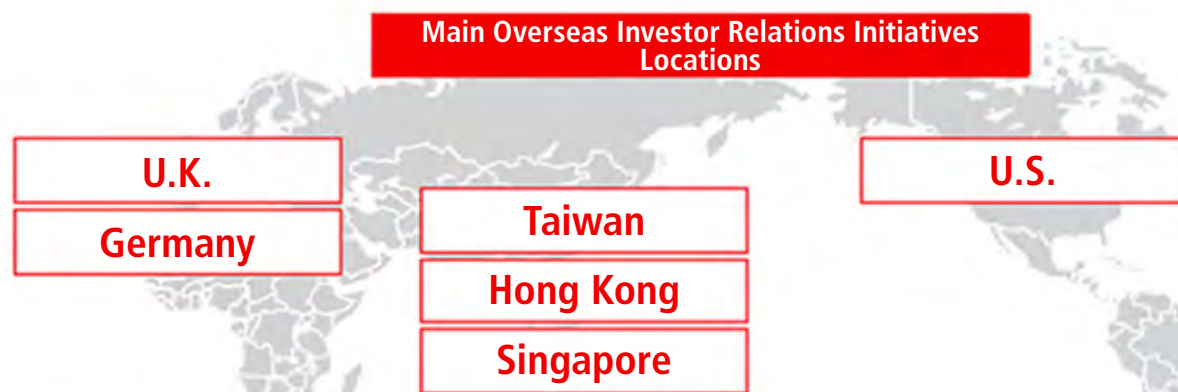 Main Overseas Investor Relations Initiatives
Locations
U.K.
Germany
Taiwan
Hong Kong
Singapore
U.S.